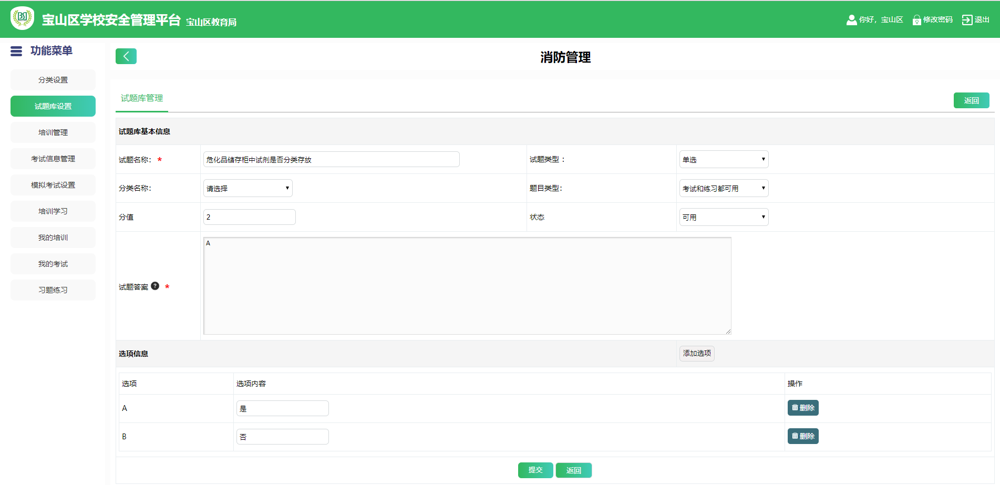 宝山区学校安全管理平台 宝山区教育局
你好，宝山区 修改密码 退出
功能菜单
分类设置
试题库设置
培训管理
考试信息管理
模拟考试设置
培训学习
我的培训
我的考试
习题练习
消防管理
试题库管理 返回
试题库基本信息
试题名称： * 危化品储存柜中试剂是否分类存放 试题类型 ： 单选
分类名称： 请选择 题目类型： 考试和练习都可用
分值 2 状态 可用
试题答案 ? * A
选项信息 添加选项
选项 选项内容 操作
A 是 删除
B 否 删除
提交 返回